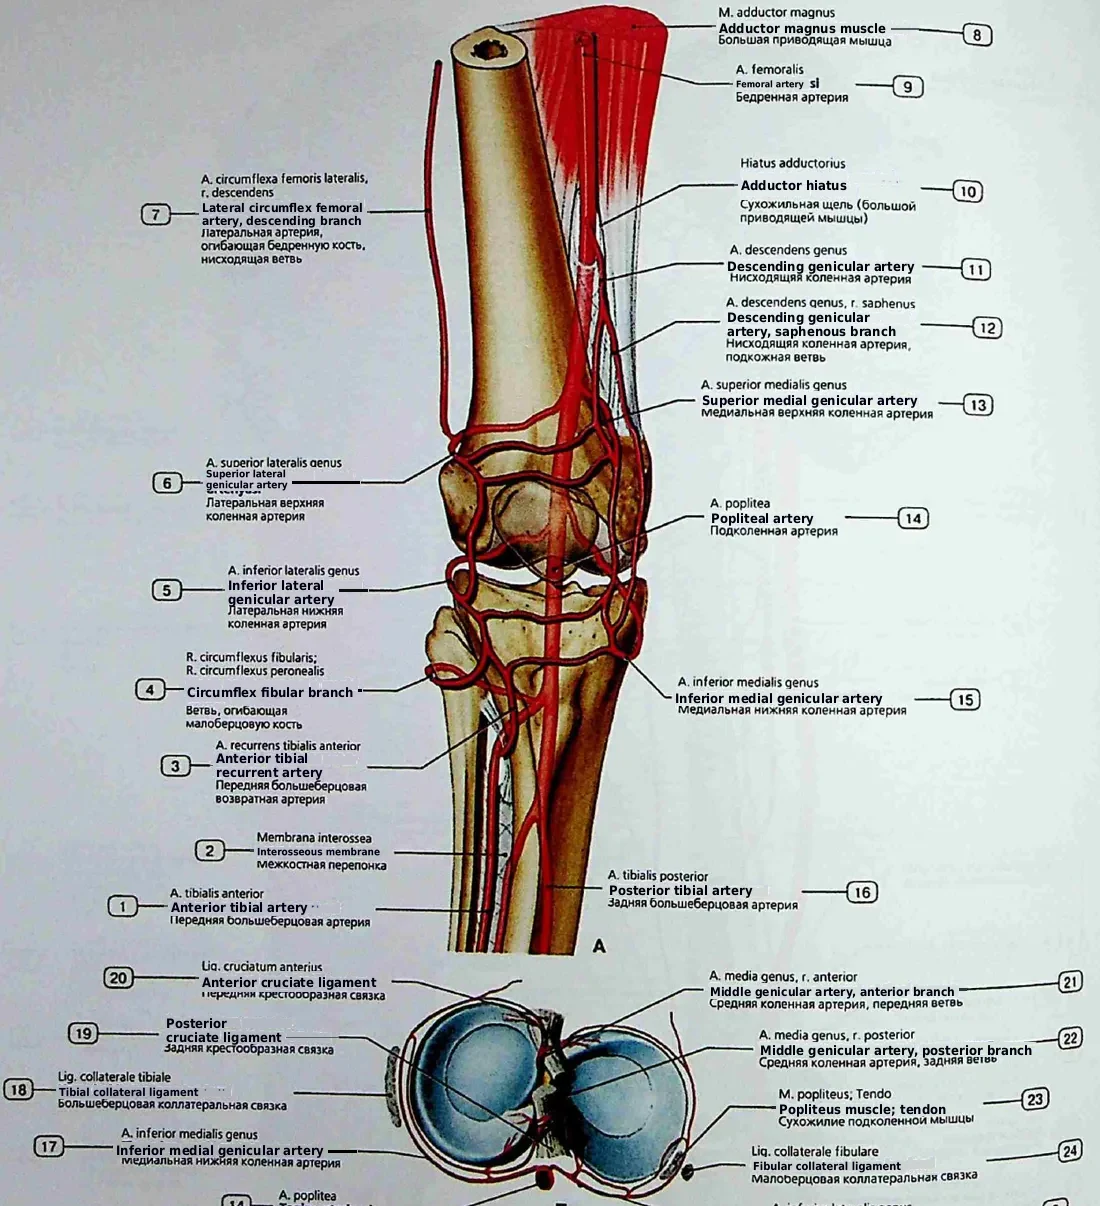 M. adductor magnus
Adductor magnus muscle
Большая приводящая мышца
8
A. femoralis
Femoral artery sl
Бедренная артерия
9
A. circumflexa femoris lateralis,
r. descendens
Lateral circumflex femoral
artery, descending branch
Латеральная артерия,
огибающая бедренную кость,
нисходящая ветвь
7
Hiatus adductorius
Adductor hiatus
Сухожильная щель (большой
приводящей мышцы)
10
A. descendens genus
Descending genicular artery
Нисходящая коленная артерия
11
A. descendens genus, r. saphenus
Descending genicular
artery, saphenous branch
Нисходящяя коленная артерия,
подкожная ветвь
12
A. superior medialis genus
Superior medial genicular artery
Медиальная верхняя коленная артерия
13
A. superior lateralis genus
Superior lateral
genicular artery
Латеральная верхняя
коленная артерия
6
A. poplitea
Popliteal artery
Подколенная артерия
14
A. inferior lateralis genus
Inferior lateral
genicular artery
Латеральная нижняя
коленная артерия
5
R. circumflexus fibularis;
R. circumflexus peronealis
Circumflex fibular branch
Ветвь, огибающая
малоберцовую кость
4
A. inferior medialis genus
Inferior medial genicular artery
Медиальная нижняя коленная артерия
15
A. recurrens tibialis anterior
Anterior tibial
recurrent artery
Передняя большеберцовая
возвратная артерия
3
Membrana interossea
Interosseous membrane
Межкостная перепонка
2
A. tibialis anterior
Anterior tibial artery
Передняя большеберцовая артерия
1
A. tibialis posterior
Posterior tibial artery
Задняя большеберцовая артерия
16
A
Lig. cruciatum anterius
Anterior cruciate ligament
Передняя крестообразная связка
20
A. media genus, r. anterior
Middle genicular artery, anterior branch
Средняя коленная артерия, передняя ветвь
21
Posterior
cruciate ligament
Задняя крестообразная связка
19
A. media genus, r. posterior
Middle genicular artery, posterior branch
Средняя коленная артерия, задняя ветвь
22
Lig. collaterale tibiale
Tibial collateral ligament
Большеберцовая коллатеральная связка
18
M. popliteus; Tendo
Popliteus muscle; tendon
Сухожилие подколенной мышцы
23
A. inferior medialis genus
Inferior medial genicular artery
Медиальная нижняя коленная артерия
17
Lig. collaterale fibulare
Fibular collateral ligament
Малоберцовая коллатеральная связка
24
A. poplitea
14